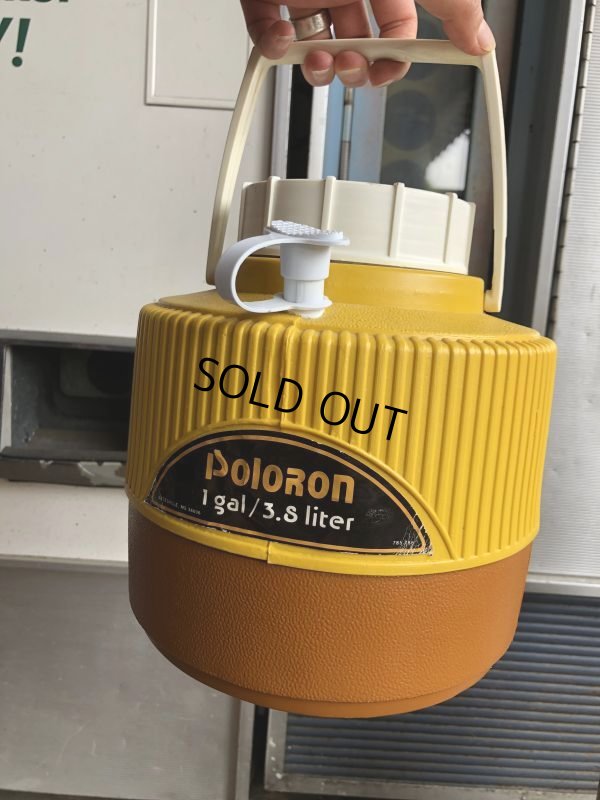 Y!
SOLD OUT
Poloron
1 gal/3.8 liter